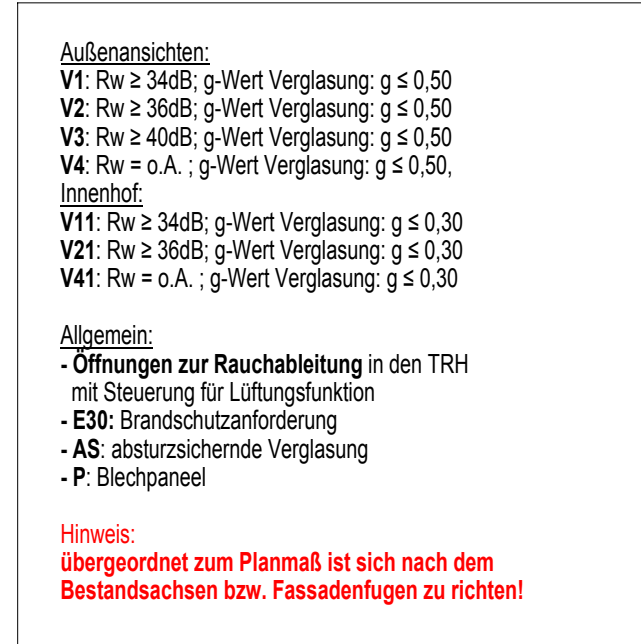 Außenansichten:
V1: Rw ≥ 34dB; g-Wert Verglasung: g ≤ 0,50
V2: Rw ≥ 36dB; g-Wert Verglasung: g ≤ 0,50
V3: Rw ≥ 40dB; g-Wert Verglasung: g ≤ 0,50
V4: Rw = o.A. ; g-Wert Verglasung: g ≤ 0,50,
Innenhof:
V11: Rw ≥ 34dB; g-Wert Verglasung: g ≤ 0,30
V21: Rw ≥ 36dB; g-Wert Verglasung: g ≤ 0,30
V41: Rw = o.A. ; g-Wert Verglasung: g ≤ 0,30
Allgemein:
- Öffnungen zur Rauchableitung in den TRH
mit Steuerung für Lüftungsfunktion
- E30: Brandschutzanforderung
- AS: absturzsichernde Verglasung
- P: Blechpaneel
Hinweis:
übergeordnet zum Planmaß ist sich nach dem
Bestandsachsen bzw. Fassadenfugen zu richten!